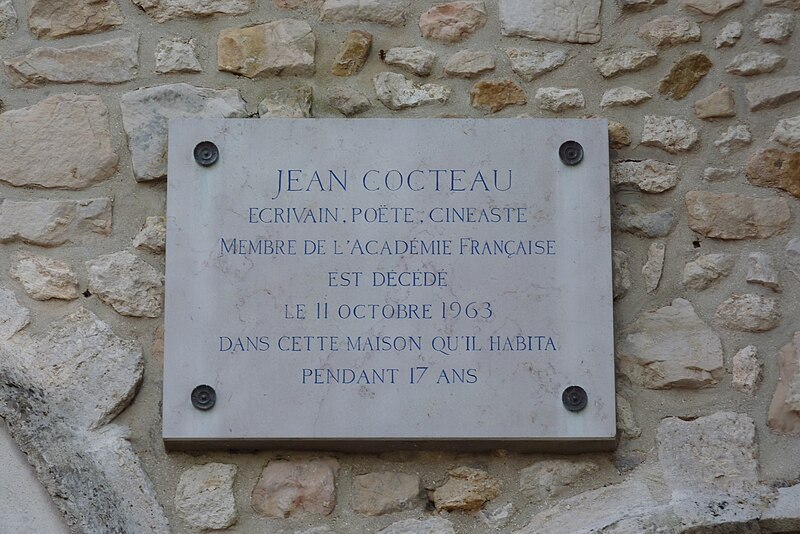 JEAN COCTEAU
ECRIVAIN. POËTE. CINEASTE
MEMBRE DE L'ACADÉMIE FRANÇAISE
EST DÉCÉDÉ
LE 11 OCTOBRE 1963
DANS CETTE MAISON QU'IL HABITA
PENDANT 17 ANS